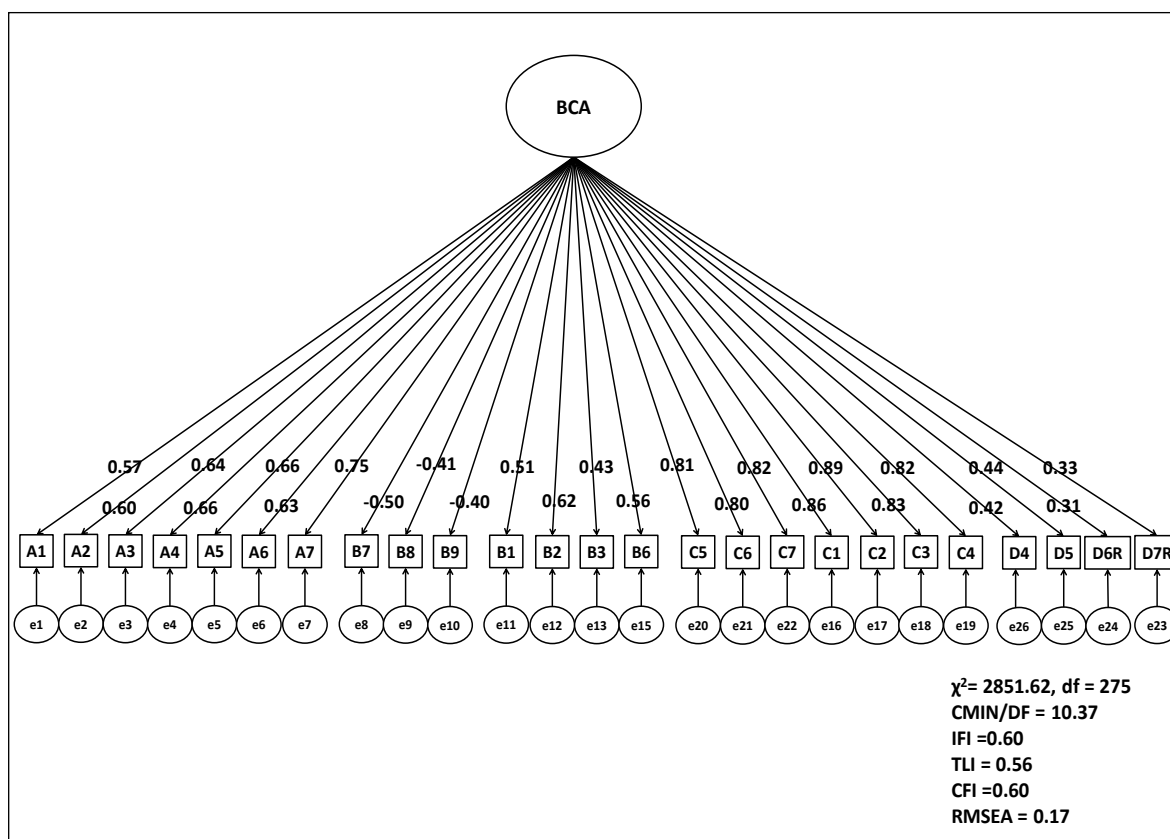 BCA
0.57 0.64 0.66 0.75 -0.41 0.51 0.43 0.81 0.82 0.89 0.82 0.44 0.33
0.60 0.66 0.63 -0.50 -0.40 0.62 0.56 0.80 0.86 0.83 0.42 0.31
A1 A2 A3 A4 A5 A6 A7 B7 B8 B9 B1 B2 B3 B6 C5 C6 C7 C1 C2 C3 C4 D4 D5 D6R D7R
e1 e2 e3 e4 e5 e6 e7 e8 e9 e10 e11 e12 e13 e15 e20 e21 e22 e16 e17 e18 e19 e26 e25 e24 e23
χ²= 2851.62, df = 275
CMIN/DF = 10.37
IFI =0.60
TLI = 0.56
CFI =0.60
RMSEA = 0.17